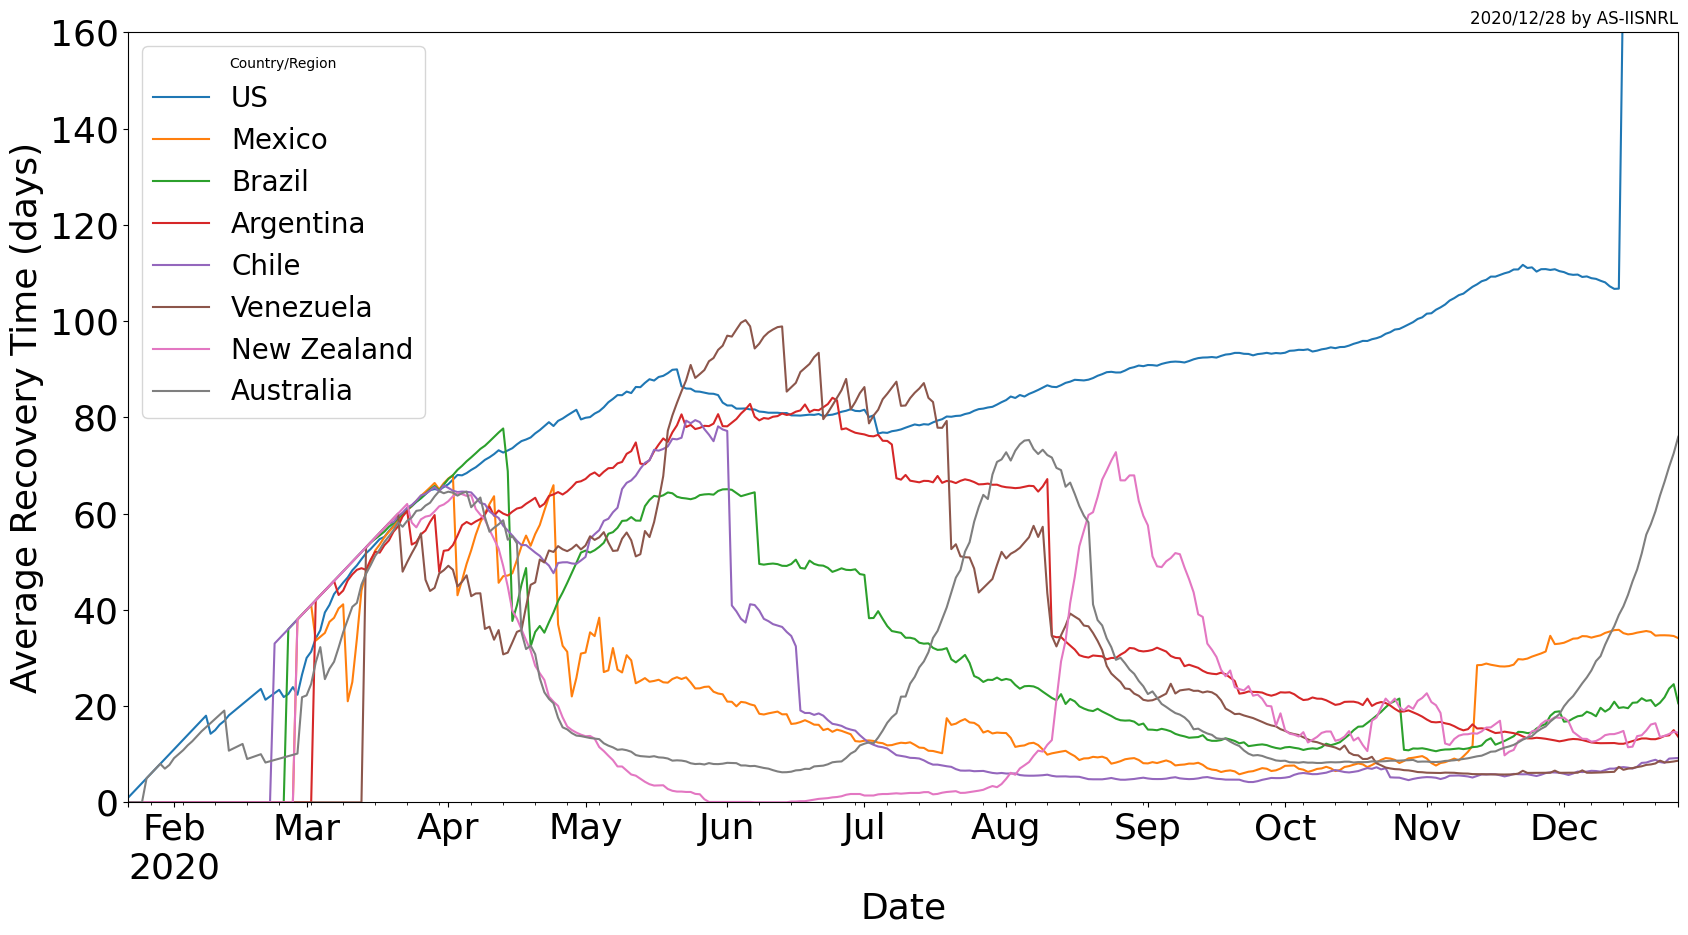 2020/12/28 by AS-IISNRL
160
140
120
100
80
60
40
20
0
Average Recovery Time (days)
Country/Region
US
Mexico
Brazil
Argentina
Chile
Venezuela
New Zealand
Australia
Feb Mar Apr May Jun Jul Aug Sep Oct Nov Dec
2020
Date